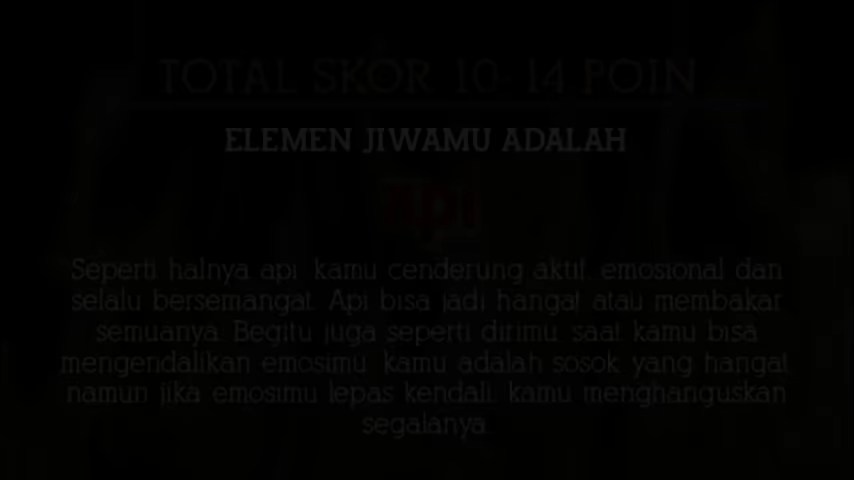 TOTAL SKOR 10-14 POIN
ELEMEN JIWAMU ADALAH
Api
Seperti halnya api, kamu cenderung aktif, emosional dan
selalu bersemangat. Api bisa jadi hangat atau membakar
semuanya. Begitu juga seperti dirimu, saat kamu bisa
mengendalikan emosimu, kamu adalah sosok yang hangat
namun jika emosimu lepas kendali, kamu menghanguskan
segalanya.